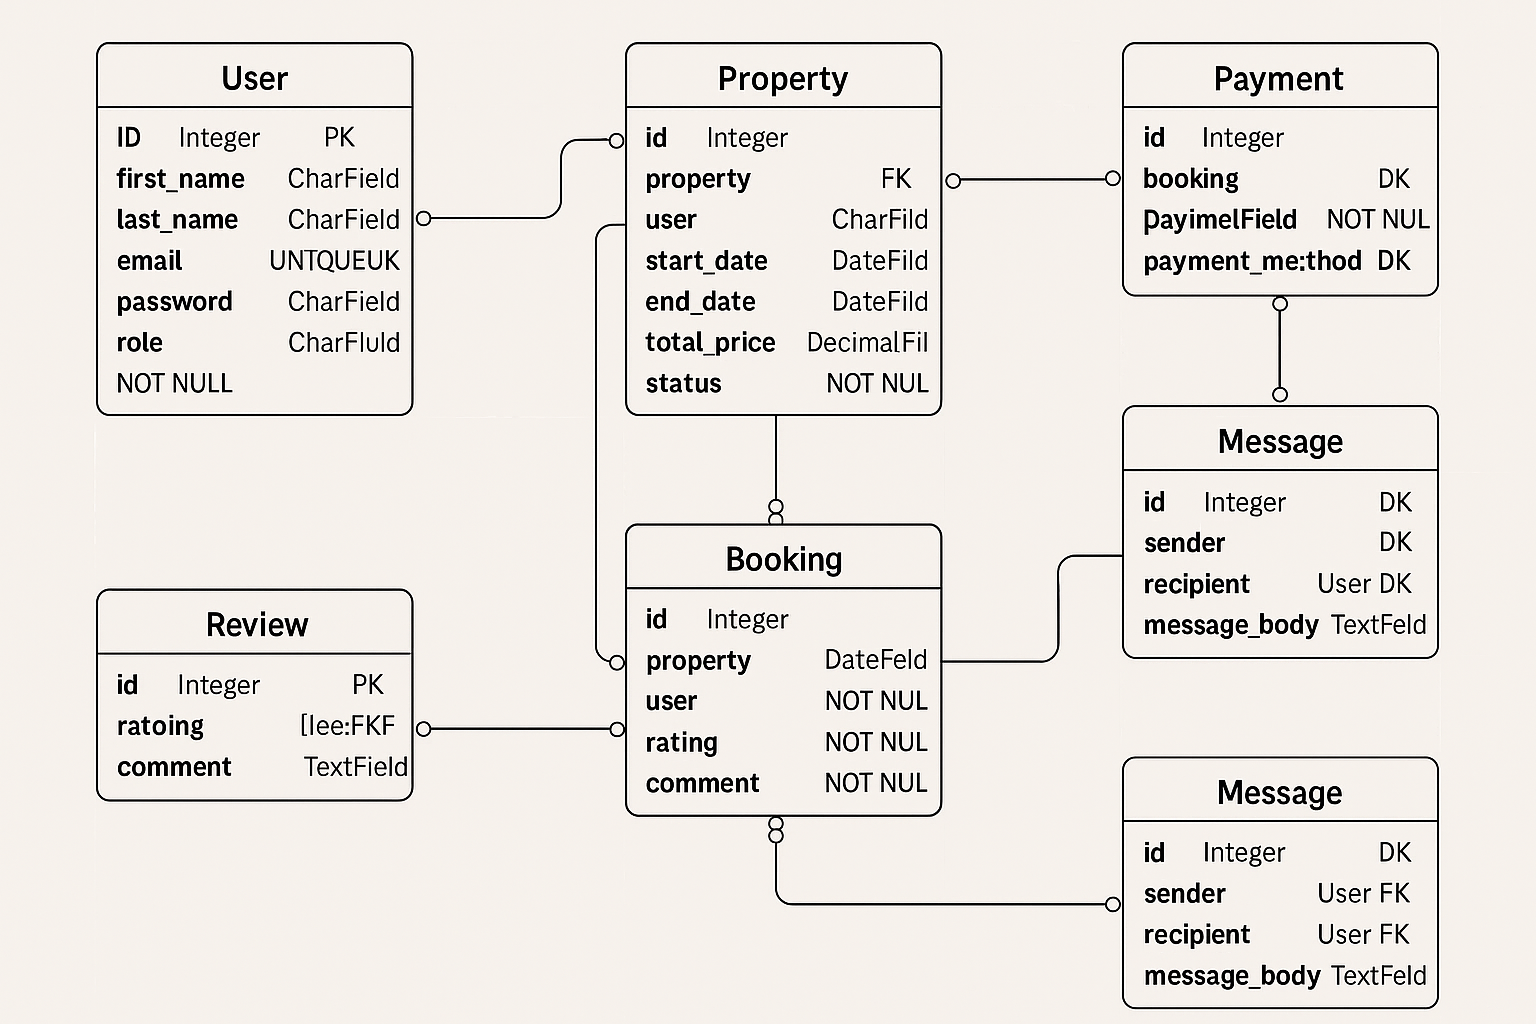 User
ID Integer PK
first_name CharField
last_name CharField
email UNTQUEUK
password CharField
role CharFluld
NOT NULL
Property
id Integer
property FK
user CharFild
start_date DateFild
end_date DateFild
total_price DecimalFil
status NOT NUL
Payment
id Integer
booking DK
payimelField NOT NUL
payment_me:thod DK
Message
id Integer DK
sender DK
recipient User DK
message_body TextFeld
Booking
id Integer
property DateFeld
user NOT NUL
rating NOT NUL
comment NOT NUL
Review
id Integer PK
ratoing [lee:FKF
comment TextField
Message
id Integer DK
sender User FK
recipient User FK
message_body TextFeld